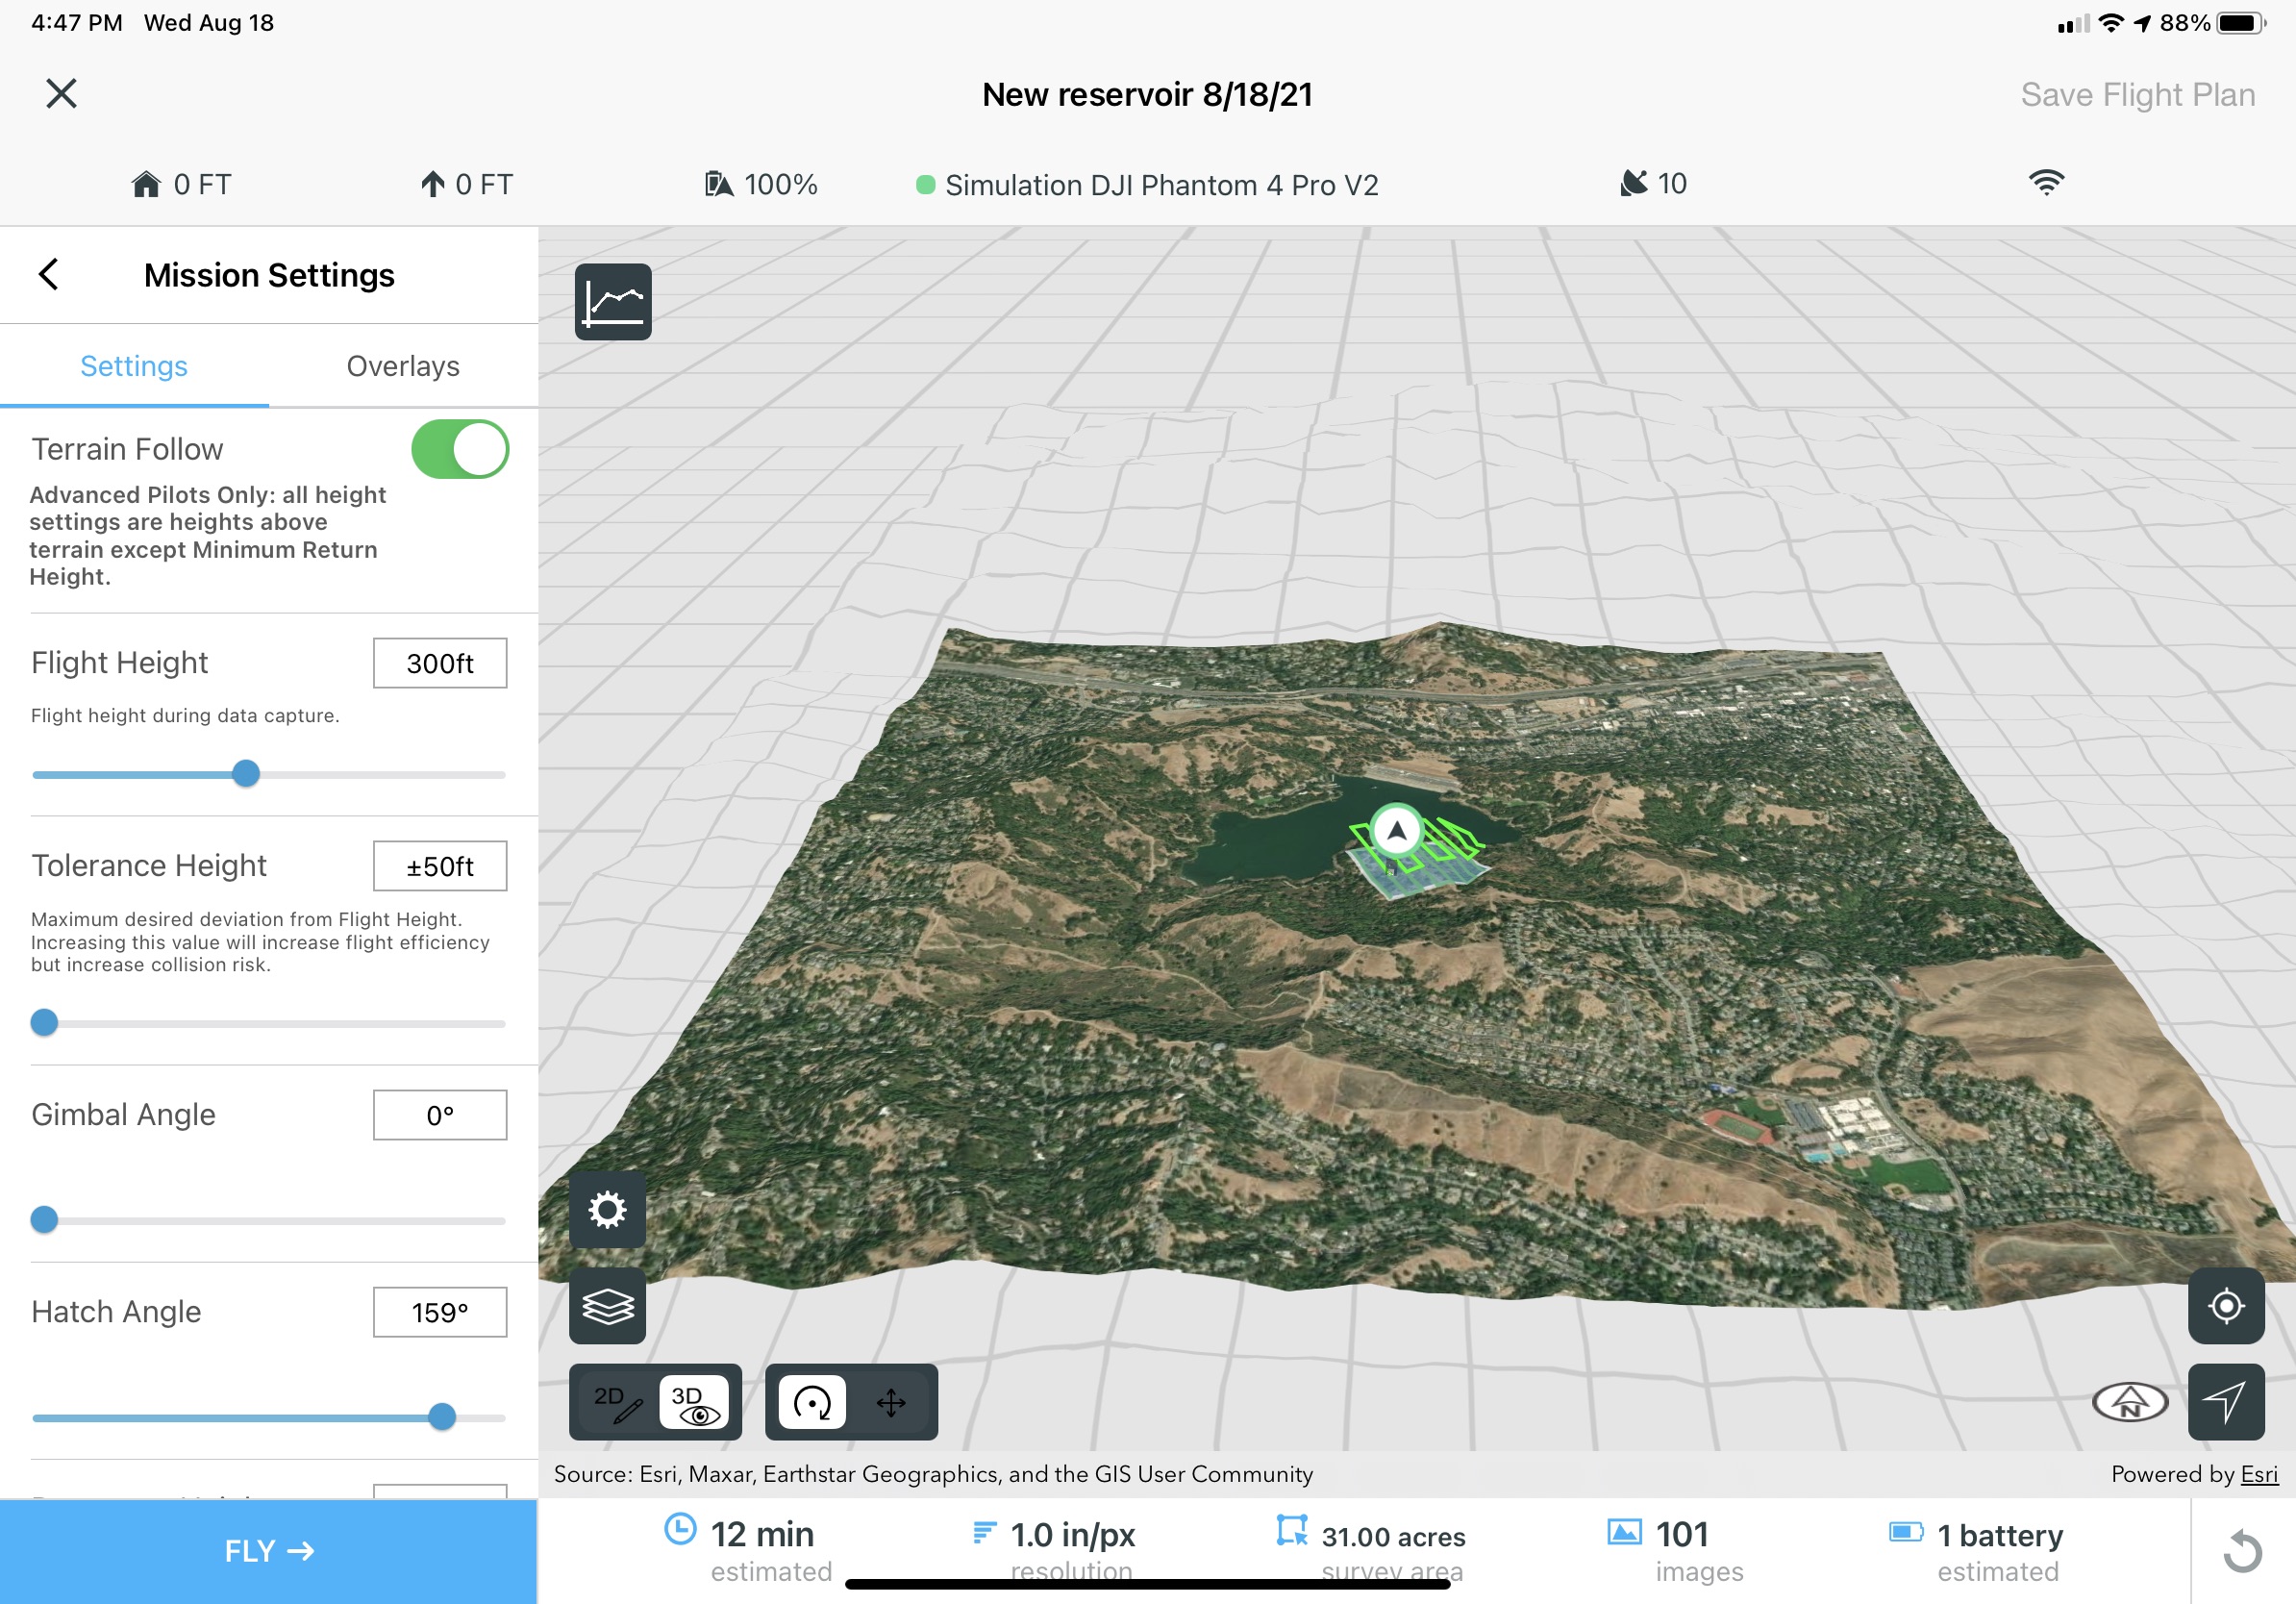 4:47 PM Wed Aug 18
88%
New reservoir 8/18/21
Save Flight Plan
0 FT
0 FT
100%
Simulation DJI Phantom 4 Pro V2
10
Mission Settings
Settings
Overlays
Terrain Follow
Advanced Pilots Only: all height
settings are heights above
terrain except Minimum Return
Height.
Flight Height
300ft
Flight height during data capture.
Tolerance Height
±50ft
Maximum desired deviation from Flight Height.
Increasing this value will increase flight efficiency
but increase collision risk.
Gimbal Angle
0°
Hatch Angle
159°
FLY →
2D
3D
N
Source: Esri, Maxar, Earthstar Geographics, and the GIS User Community
Powered by Esri
12 min
estimated
1.0 in/px
resolution
31.00 acres
survey area
101
images
1 battery
estimated